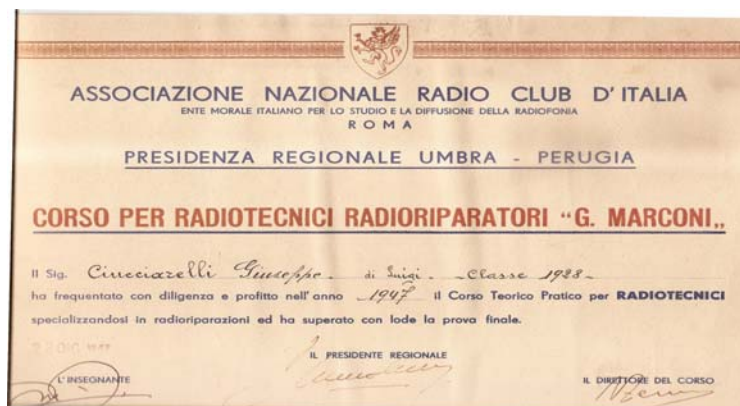 ASSOCIAZIONE NAZIONALE RADIO CLUB D'ITALIA
ENTE MORALE ITALIANO PER LO STUDIO E LA DIFFUSIONE DELLA RADIOFONIA
ROMA
PRESIDENZA REGIONALE UMBRA - PERUGIA
CORSO PER RADIOTECNICI RADIORIPARATORI “G. MARCONI„
Il Sig. Ciucciarelli Giuseppe - di Luigi - Classe 1928 -
ha frequentato con diligenza e profitto nell'anno 1947 il Corso Teorico Pratico per RADIOTECNICI
specializzandosi in radioriparazioni ed ha superato con lode la prova finale.
DIC
IL PRESIDENTE REGIONALE
L'INSEGNANTE
IL DIRETTORE DEL CORSO